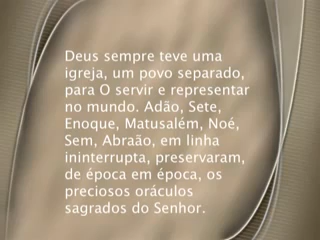 Deus sempre teve uma
igreja, um povo separado,
para O servir e representar
no mundo. Adão, Sete,
Enoque, Matusalém, Noé,
Sem, Abraão, em linha
ininterrupta, preservaram,
de época em época, os
preciosos oráculos
sagrados do Senhor.